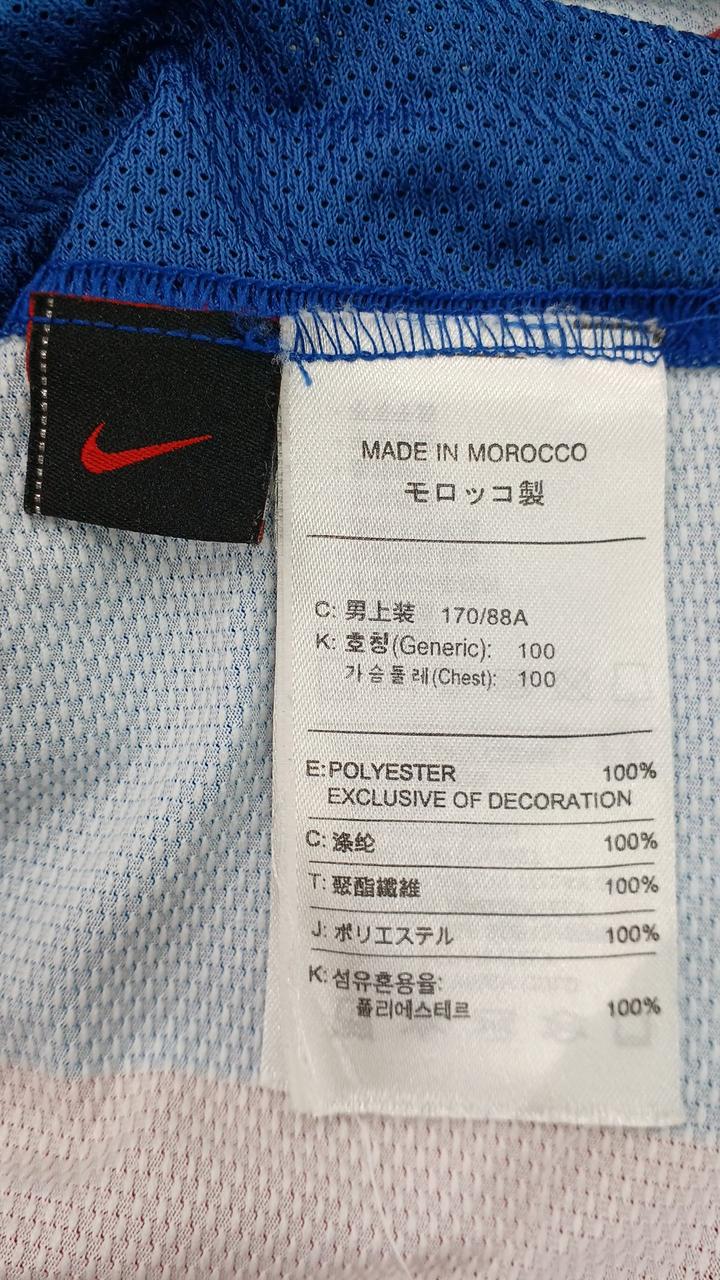 MADE IN MOROCCO
モロッコ製
C: 男上装 170/88A
K: 호칭(Generic): 100
가슴둘레(Chest): 100
E:POLYESTER 100%
EXCLUSIVE OF DECORATION
C: 涤纶 100%
T: 聚酯纖維 100%
J: ポリエステル 100%
K: 섬유혼용율:
폴리에스테르 100%